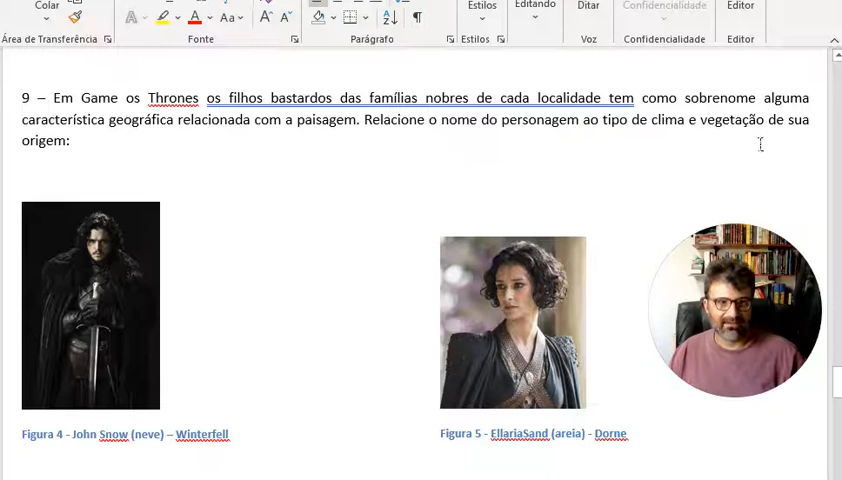 Colar
Estilos
Editando
Ditar
Confidencialidade
Editor
A Aa A A A Z ¶
Área de Transferência Fonte Parágrafo Estilos Voz Confidencialidade Editor
9 – Em Game os Thrones os filhos bastardos das famílias nobres de cada localidade tem como sobrenome alguma
característica geográfica relacionada com a paisagem. Relacione o nome do personagem ao tipo de clima e vegetação de sua
origem:
Figura 4 - John Snow (neve) – Winterfell
Figura 5 - EllariaSand (areia) - Dorne